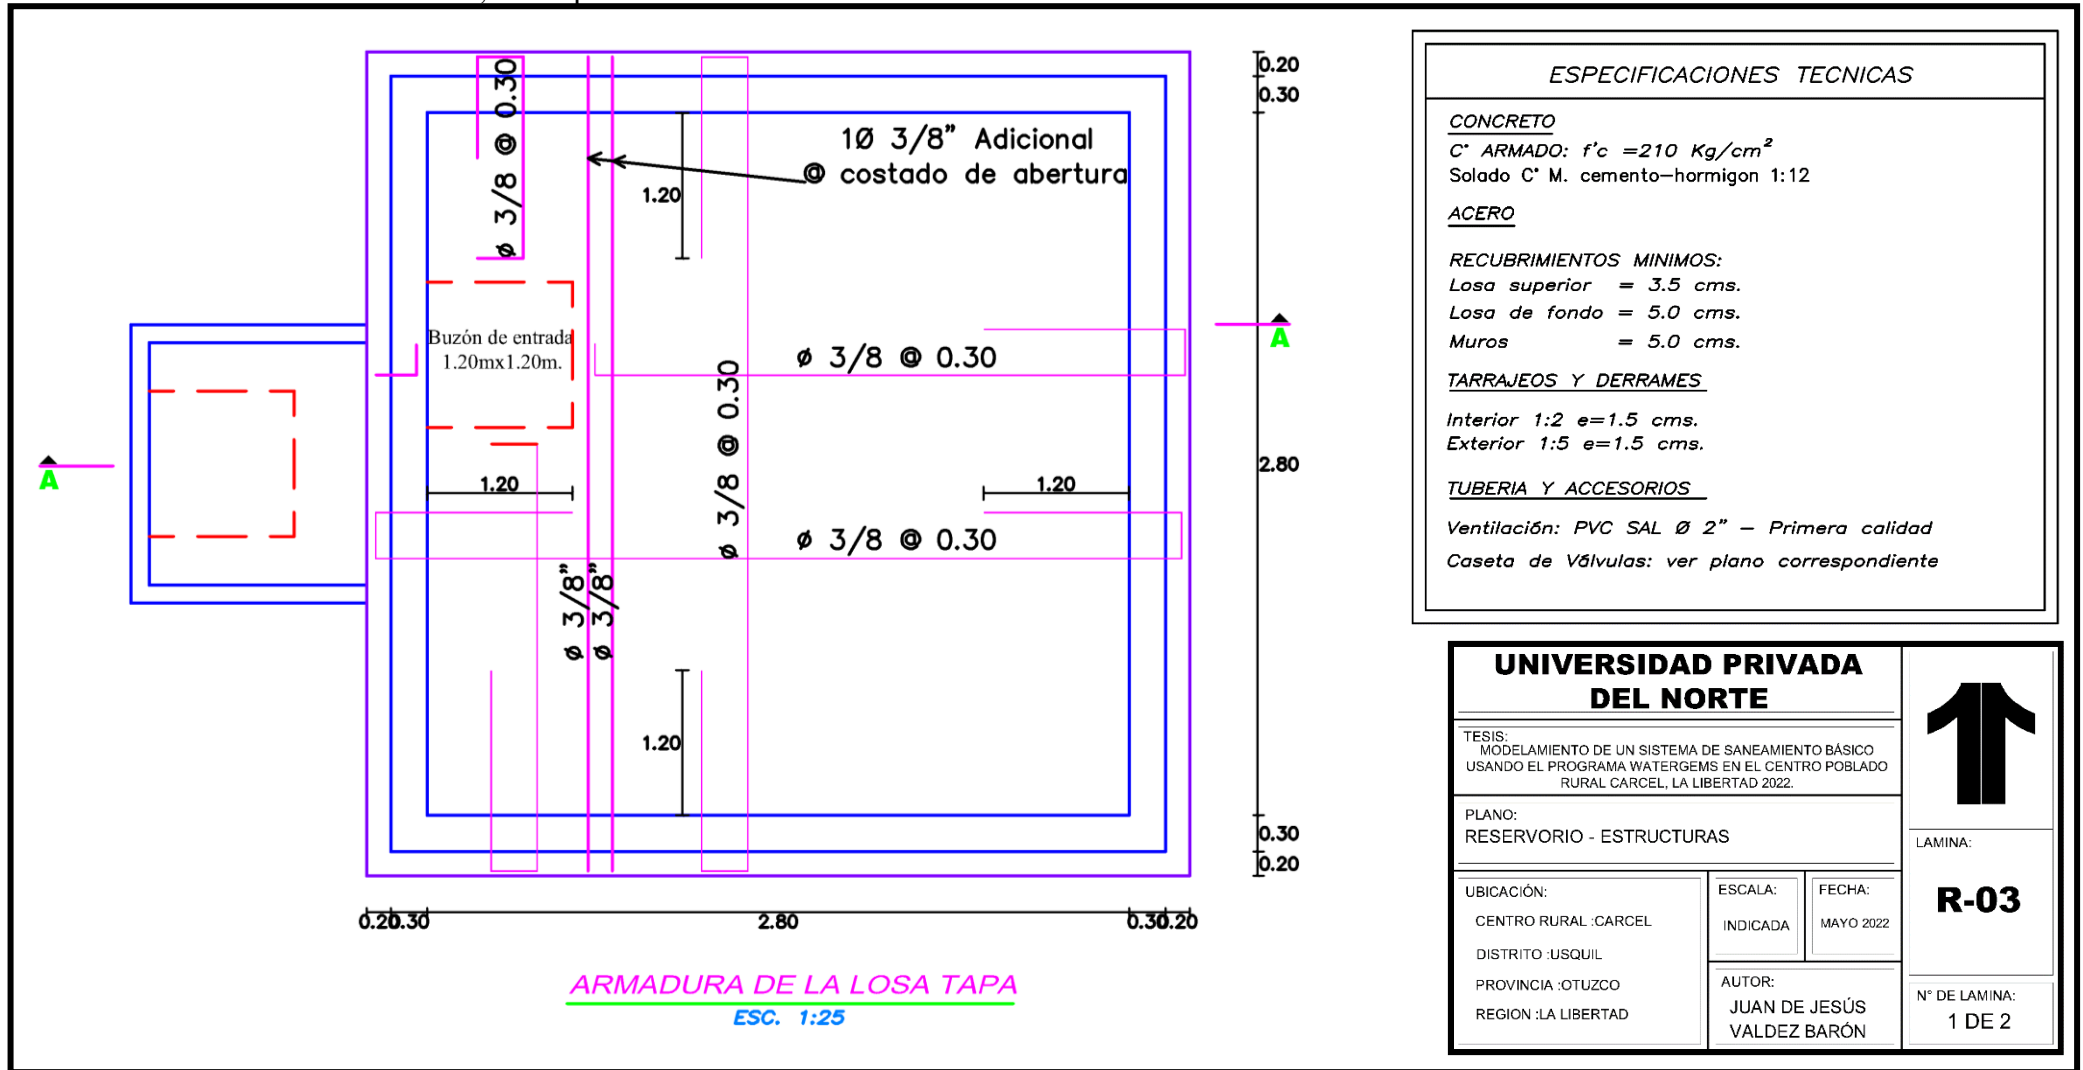 ø 3/8 @ 0.30
1Ø 3/8" Adicional
@ costado de abertura
1.20
Buzón de entrada
1.20mx1.20m.
ø 3/8 @ 0.30
ø 3/8 @ 0.30
A
A
1.20
1.20
ø 3/8 @ 0.30
ø 3/8"
ø 3/8"
1.20
0.20
0.30
2.80
0.30
0.20
0.20
0.30
2.80
0.30
0.20
ARMADURA DE LA LOSA TAPA
ESC. 1:25
ESPECIFICACIONES TECNICAS
CONCRETO
C° ARMADO: f'c =210 Kg/cm²
Solado C° M. cemento-hormigon 1:12
ACERO
RECUBRIMIENTOS MINIMOS:
Losa superior = 3.5 cms.
Losa de fondo = 5.0 cms.
Muros = 5.0 cms.
TARRAJEOS Y DERRAMES
Interior 1:2 e=1.5 cms.
Exterior 1:5 e=1.5 cms.
TUBERIA Y ACCESORIOS
Ventilación: PVC SAL Ø 2" – Primera calidad
Caseta de Válvulas: ver plano correspondiente
UNIVERSIDAD PRIVADA
DEL NORTE
TESIS:
MODELAMIENTO DE UN SISTEMA DE SANEAMIENTO BÁSICO
USANDO EL PROGRAMA WATERGEMS EN EL CENTRO POBLADO
RURAL CARCEL, LA LIBERTAD 2022.
PLANO:
RESERVORIO - ESTRUCTURAS
UBICACIÓN:
CENTRO RURAL :CARCEL
DISTRITO :USQUIL
PROVINCIA :OTUZCO
REGION :LA LIBERTAD
ESCALA:
INDICADA
FECHA:
MAYO 2022
AUTOR:
JUAN DE JESÚS
VALDEZ BARÓN
LAMINA:
R-03
N° DE LAMINA:
1 DE 2